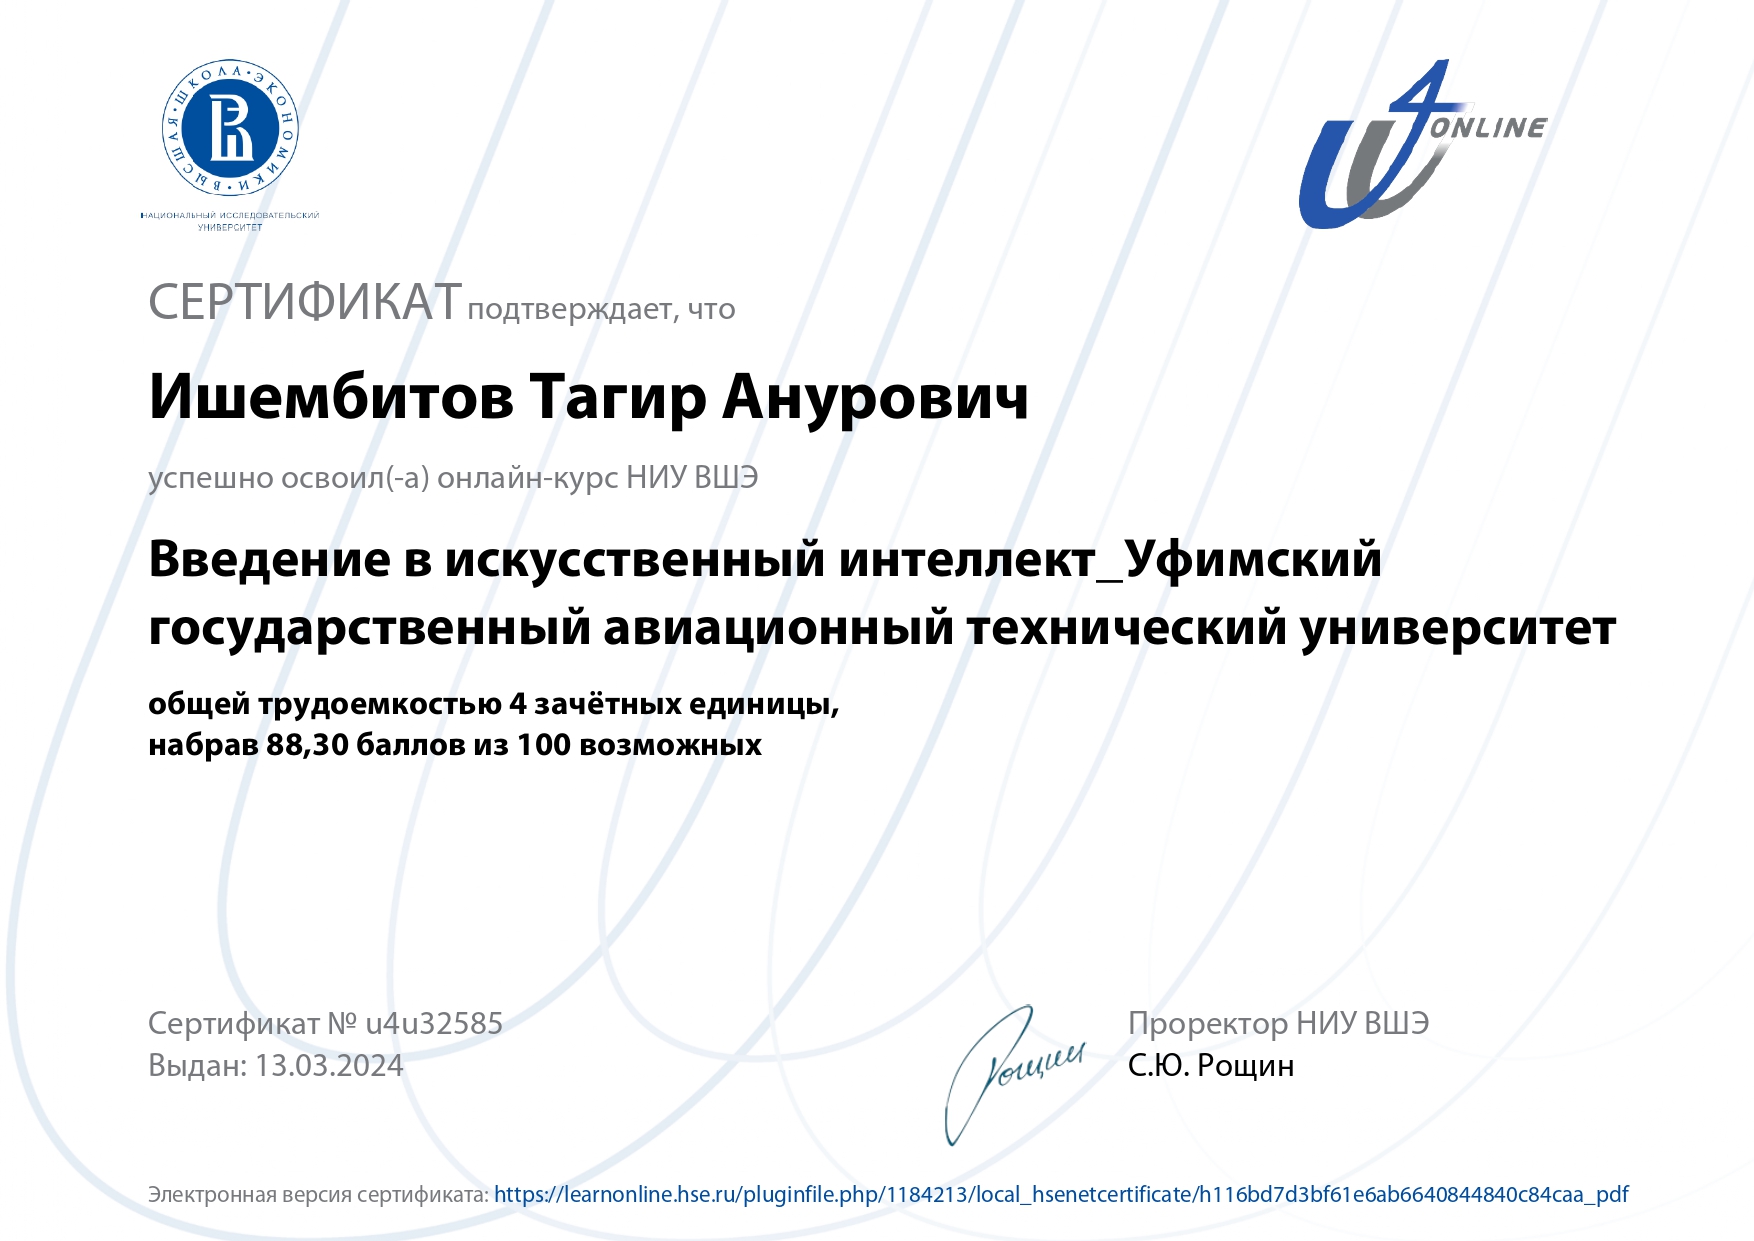 ВЫСШАЯ • ШКОЛА • ЭКОНОМИКИ •
НАЦИОНАЛЬНЫЙ ИССЛЕДОВАТЕЛЬСКИЙ
УНИВЕРСИТЕТ
U4 ONLINE
СЕРТИФИКАТ подтверждает, что
Ишембитов Тагир Анурович
успешно освоил(-а) онлайн-курс НИУ ВШЭ
Введение в искусственный интеллект_Уфимский
государственный авиационный технический университет
общей трудоемкостью 4 зачётных единицы,
набрав 88,30 баллов из 100 возможных
Сертификат № u4u32585
Выдан: 13.03.2024
Рощин
Проректор НИУ ВШЭ
С.Ю. Рощин
Электронная версия сертификата: https://learnonline.hse.ru/pluginfile.php/1184213/local_hsenetcertificate/h116bd7d3bf61e6ab6640844840c84caa_pdf